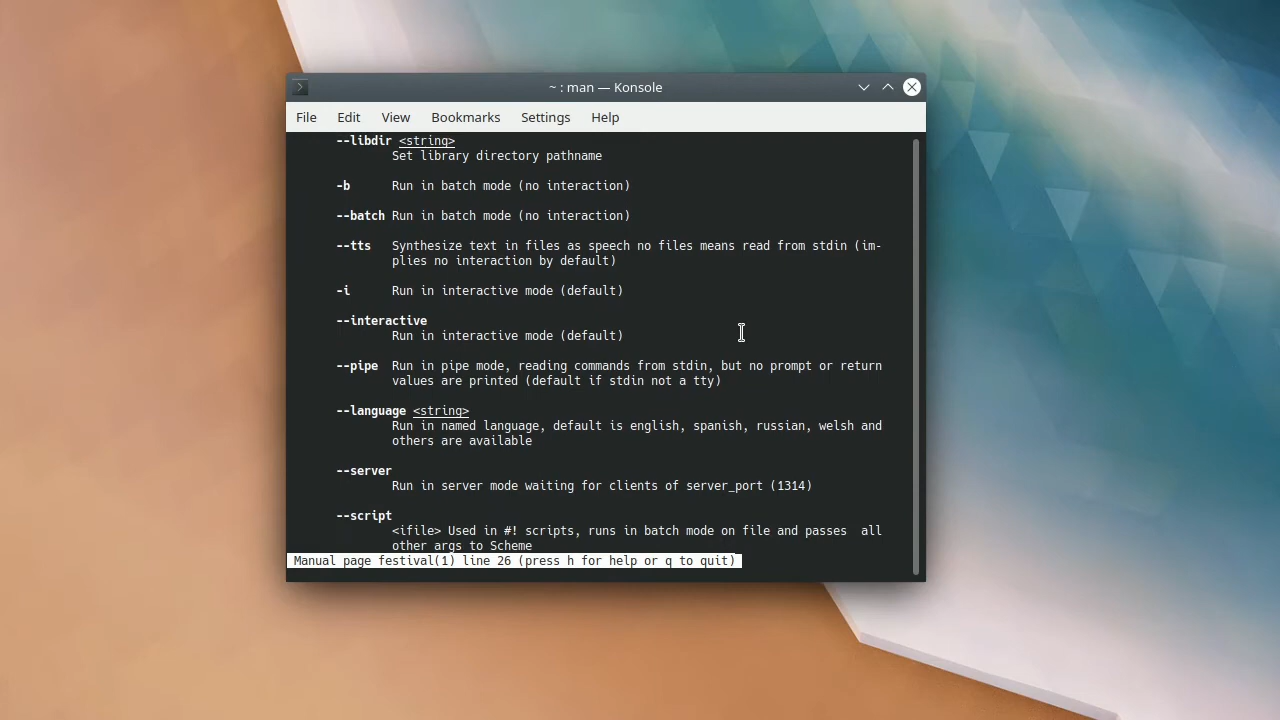 ~ : man — Konsole
File Edit View Bookmarks Settings Help
--libdir <string>
Set library directory pathname
-b Run in batch mode (no interaction)
--batch Run in batch mode (no interaction)
--tts Synthesize text in files as speech no files means read from stdin (im-
plies no interaction by default)
-i Run in interactive mode (default)
--interactive
Run in interactive mode (default)
--pipe Run in pipe mode, reading commands from stdin, but no prompt or return
values are printed (default if stdin not a tty)
--language <string>
Run in named language, default is english, spanish, russian, welsh and
others are available
--server
Run in server mode waiting for clients of server_port (1314)
--script
<ifile> Used in #! scripts, runs in batch mode on file and passes  all
other args to Scheme
Manual page festival(1) line 26 (press h for help or q to quit)